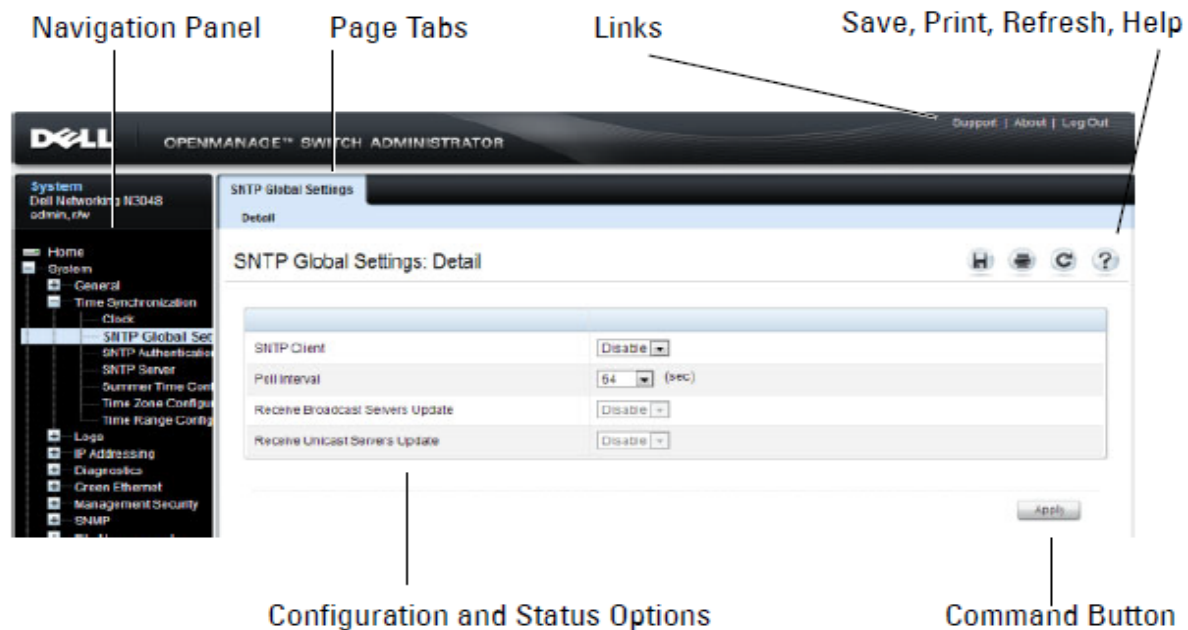 Navigation Panel
Page Tabs
Links
Save, Print, Refresh, Help
DELL
OPENMANAGE™ SWITCH ADMINISTRATOR
Support | About | Log Out
System
Dell Networking N3048
admin, r/w
SNTP Global Settings
Detail
Home
System
General
Time Synchronization
Clock
SNTP Global Set
SNTP Authentication
SNTP Server
Summer Time Conf
Time Zone Configu
Time Range Config
Logs
IP Addressing
Diagnostics
Green Ethernet
Management Security
SNMP
SNTP Global Settings: Detail
SNTP Client Disable
Poll Interval 64 (sec)
Receive Broadcast Servers Update Disable
Receive Unicast Servers Update Disable
Apply
Configuration and Status Options
Command Button